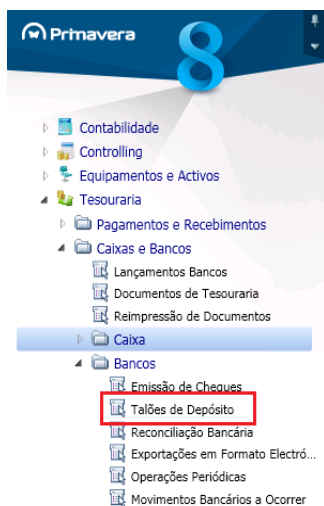 Primavera
8
Contabilidade
Controlling
Equipamentos e Activos
Tesouraria
Pagamentos e Recebimentos
Caixas e Bancos
Lançamentos Bancos
Documentos de Tesouraria
Reimpressão de Documentos
Caixa
Bancos
Emissão de Cheques
Talões de Depósito
Reconciliação Bancária
Exportações em Formato Electró...
Operações Periódicas
Movimentos Bancários a Ocorrer